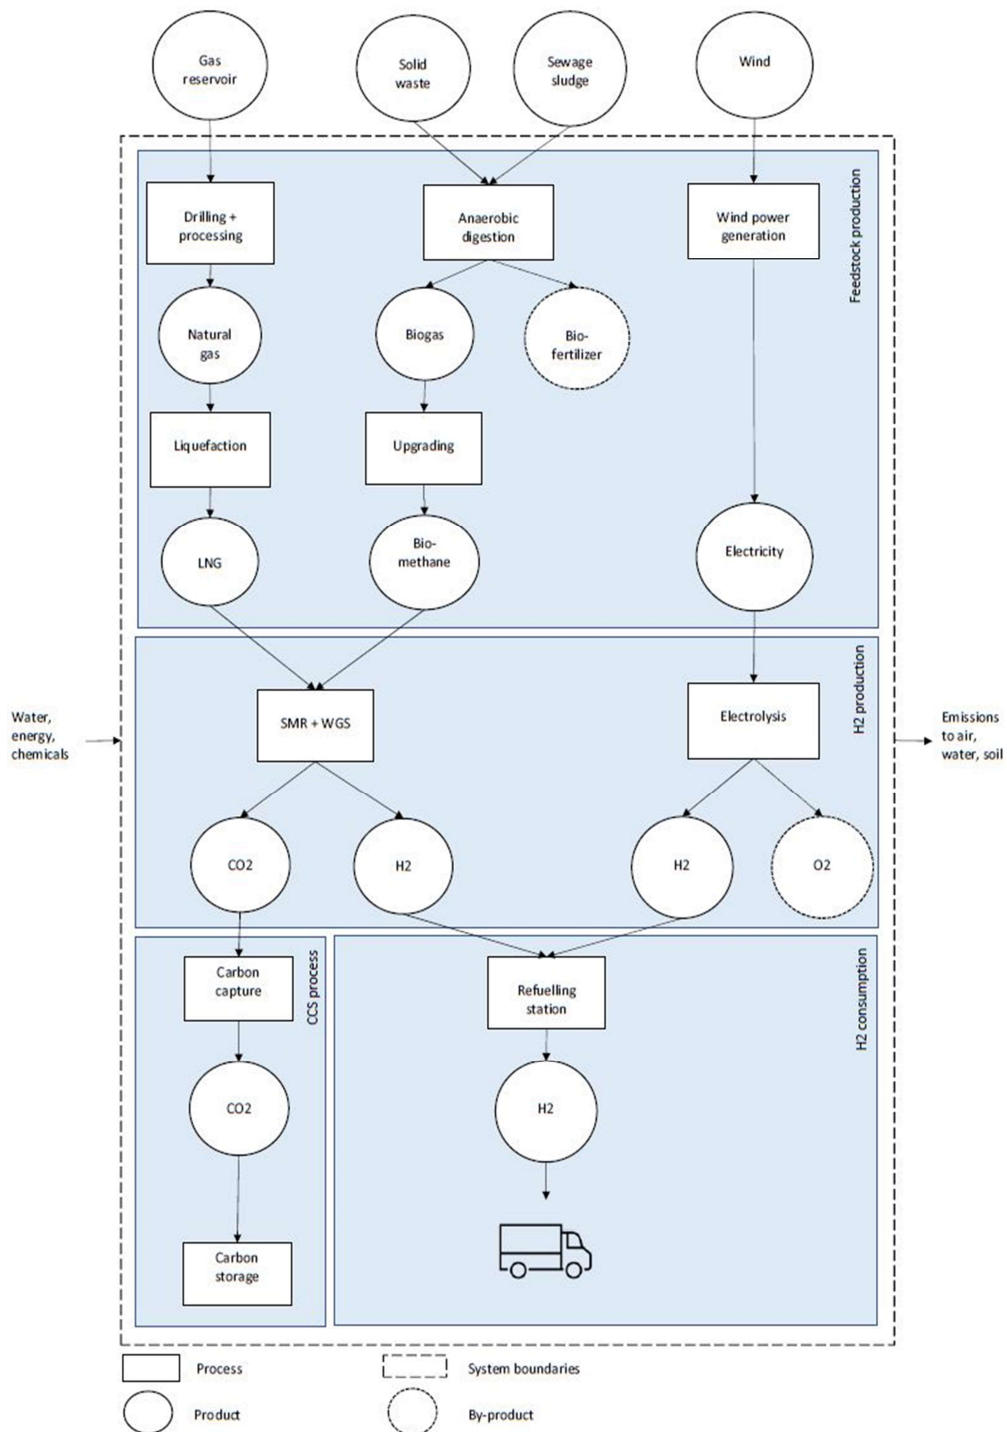 Gas
reservoir
Solid
waste
Sewage
sludge
Wind
Drilling +
processing
Anaerobic
digestion
Wind power
generation
Feedstock production
Natural
gas
Biogas
Bio-
fertilizer
Liquefaction
Upgrading
LNG
Bio-
methane
Electricity
H2 production
SMR + WGS
Electrolysis
Water,
energy,
chemicals
Emissions
to air,
water, soil
CO2
H2
H2
O2
Carbon
capture
CCS process
Refuelling
station
H2 consumption
CO2
H2
Carbon
storage
Process
System boundaries
Product
By-product